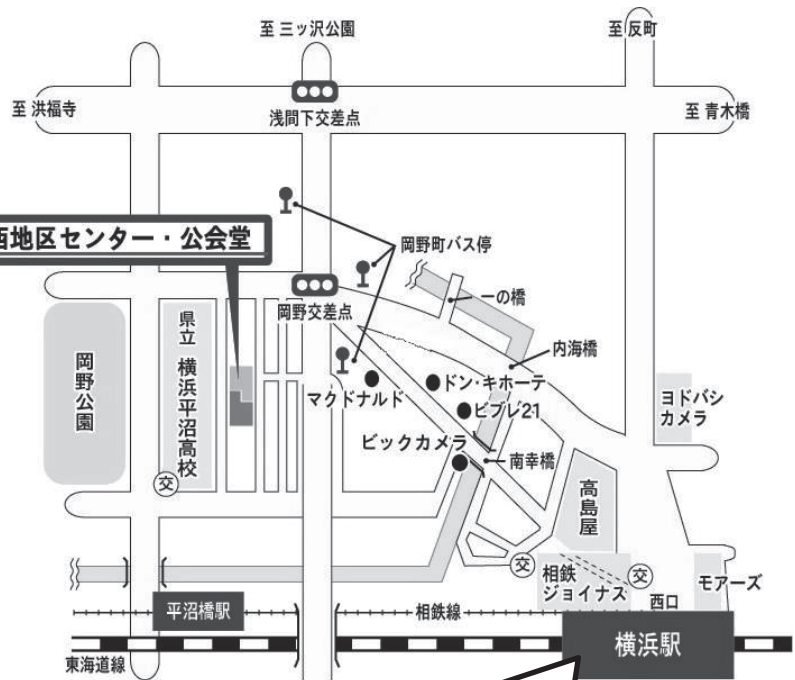 至 三ッ沢公園
至 反町
至 洪福寺
浅間下交差点
至 青木橋
西地区センター・公会堂
岡野町バス停
一の橋
岡野交差点
内海橋
県立 横浜平沼高校
岡野公園
マクドナルド
ドン・キホーテ
ビブレ21
ヨドバシ
カメラ
ビックカメラ
南幸橋
交
高島屋
交
相鉄
ジョイナス
交
モアーズ
西口
平沼橋駅
相鉄線
横浜駅
東海道線